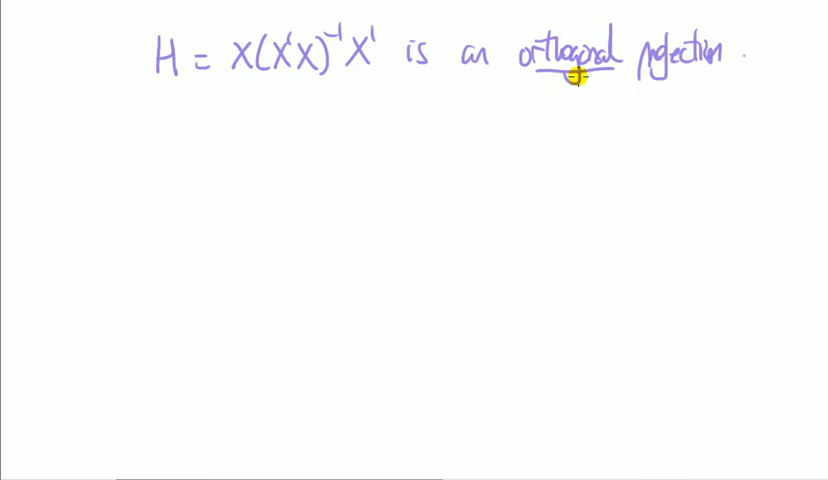 H = X(X'X)⁻¹X' is an orthogonal projection.